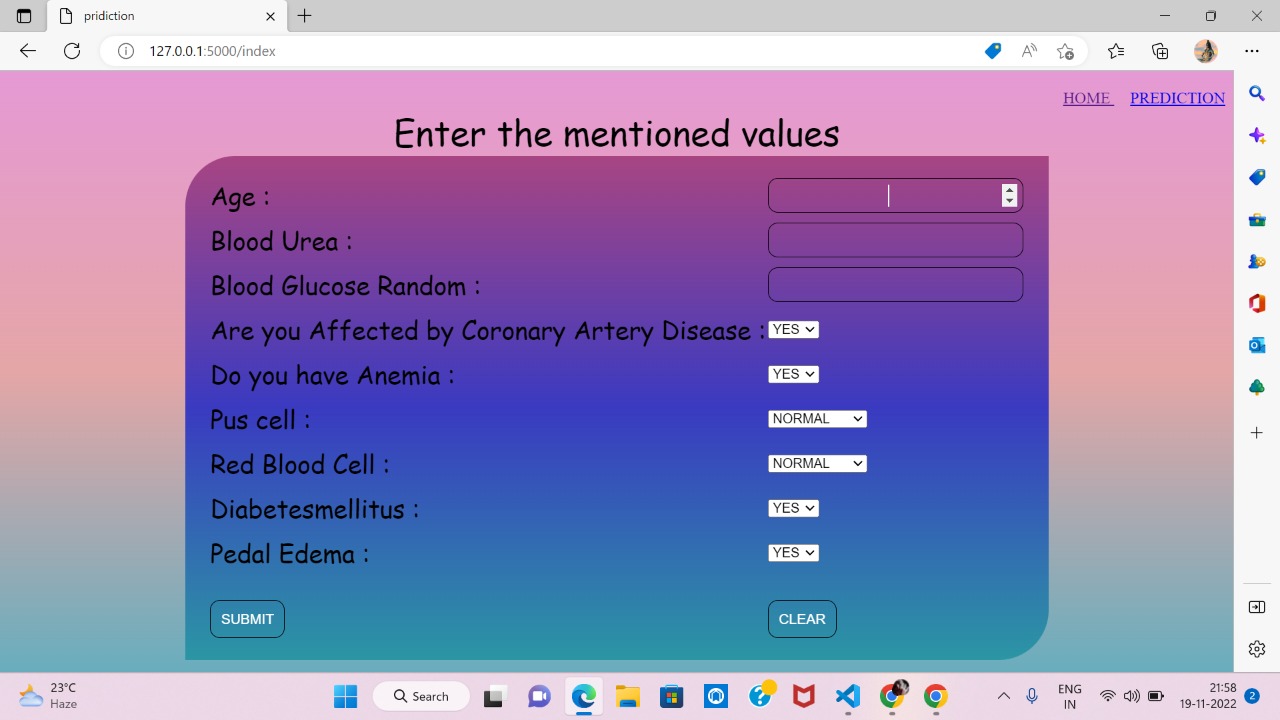 pridiction
127.0.0.1:5000/index
HOME PREDICTION
Enter the mentioned values
Age :
Blood Urea :
Blood Glucose Random :
Are you Affected by Coronary Artery Disease : YES
Do you have Anemia : YES
Pus cell : NORMAL
Red Blood Cell : NORMAL
Diabetesmellitus : YES
Pedal Edema : YES
SUBMIT CLEAR
23°C
Haze
Search
ENG
IN
21:58
19-11-2022
2